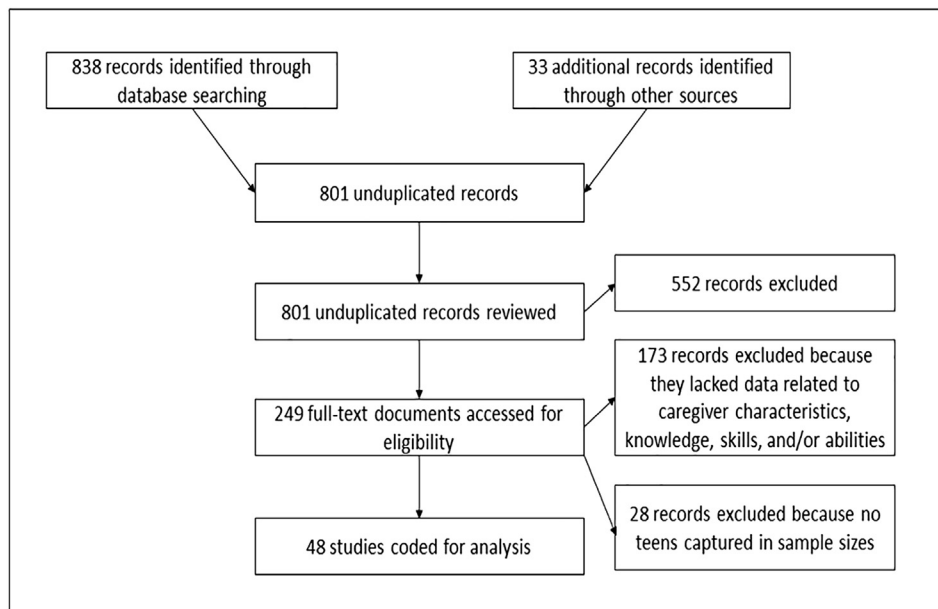 838 records identified through
database searching
33 additional records identified
through other sources
801 unduplicated records
801 unduplicated records reviewed
552 records excluded
249 full-text documents accessed for
eligibility
173 records excluded because
they lacked data related to
caregiver characteristics,
knowledge, skills, and/or abilities
28 records excluded because no
teens captured in sample sizes
48 studies coded for analysis